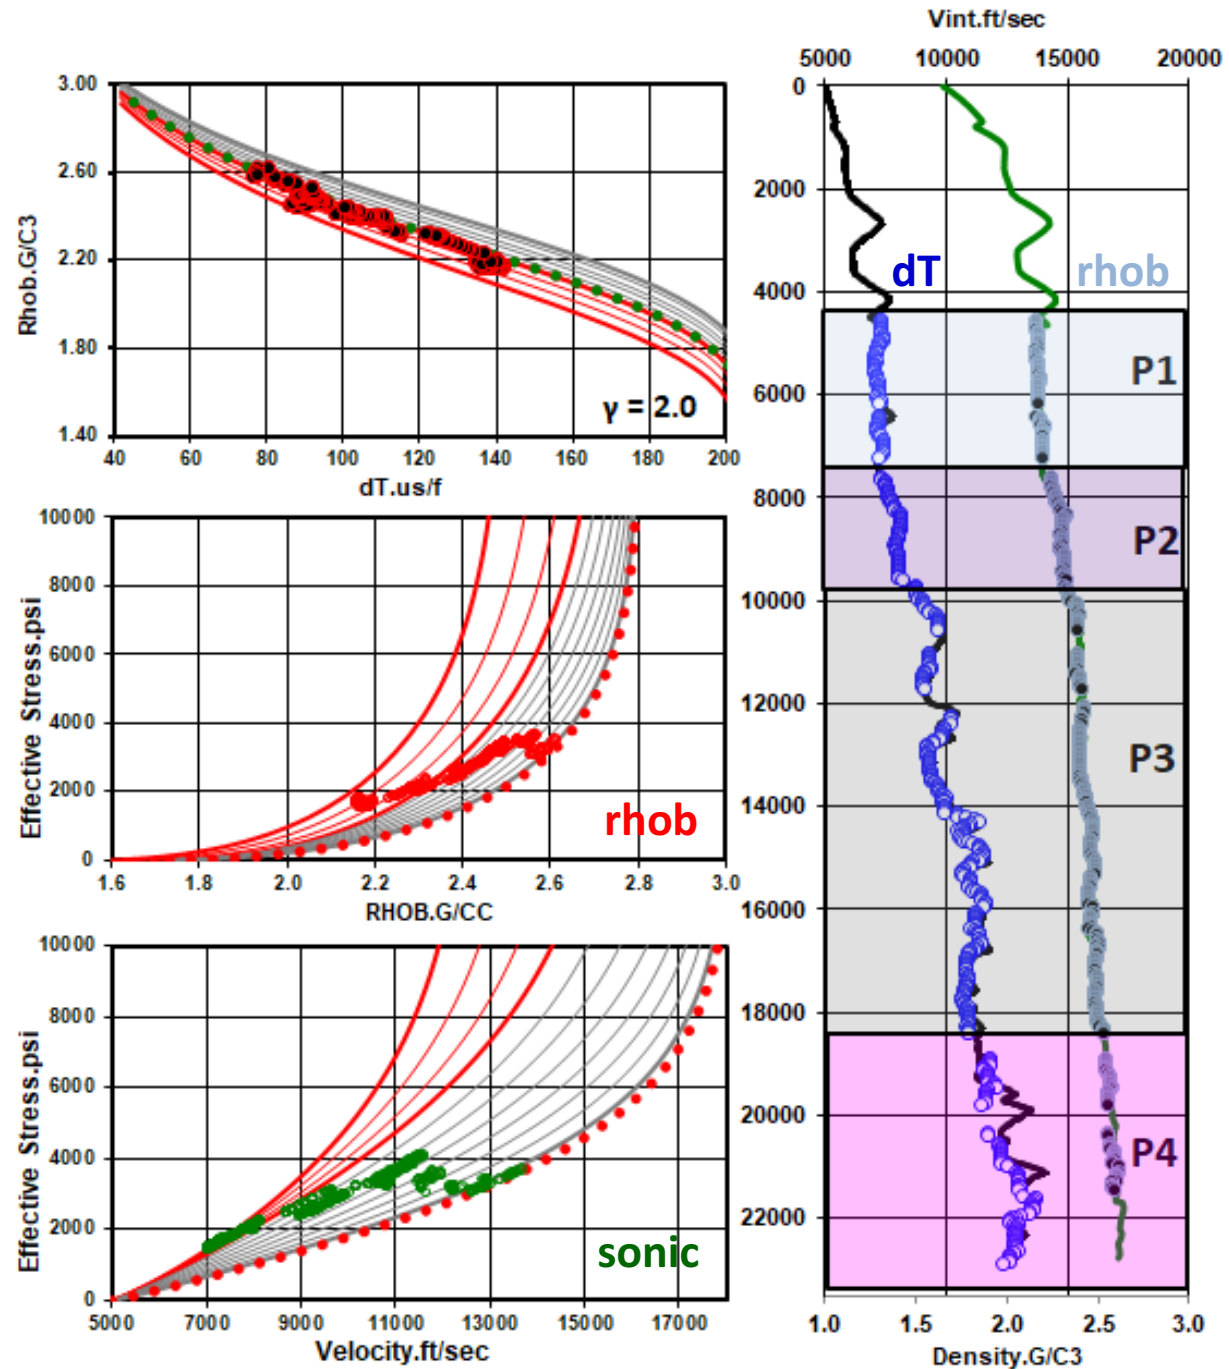 3.00
2.60
2.20
1.80
1.40
Rhob.G/C3
γ = 2.0
40 60 80 100 120 140 160 180 200
dT.us/f
10000
8000
6000
4000
2000
0
Effective Stress.psi
rhob
1.6 1.8 2.0 2.2 2.4 2.6 2.8 3.0
RHOB.G/CC
10000
8000
6000
4000
2000
0
Effective Stress.psi
sonic
5000 7000 9000 11000 13000 15000 17000
Velocity.ft/sec
Vint.ft/sec
5000 10000 15000 20000
0
2000
4000
6000
8000
10000
12000
14000
16000
18000
20000
22000
dT rhob
P1
P2
P3
P4
1.0 1.5 2.0 2.5 3.0
Density.G/C3